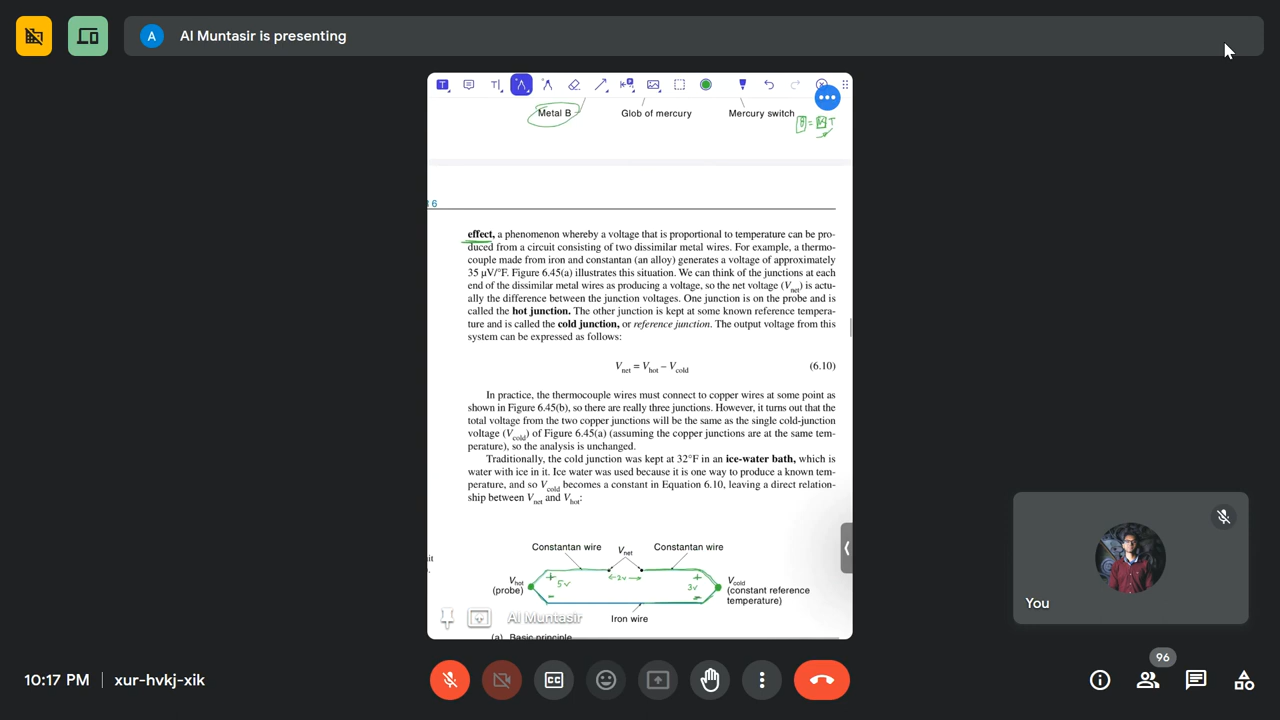 A Al Muntasir is presenting
Metal B Glob of mercury Mercury switch
6
effect, a phenomenon whereby a voltage that is proportional to temperature can be pro-
duced from a circuit consisting of two dissimilar metal wires. For example, a thermo-
couple made from iron and constantan (an alloy) generates a voltage of approximately
35 μV/°F. Figure 6.45(a) illustrates this situation. We can think of the junctions at each
end of the dissimilar metal wires as producing a voltage, so the net voltage (Vnet) is actu-
ally the difference between the junction voltages. One junction is on the probe and is
called the hot junction. The other junction is kept at some known reference tempera-
ture and is called the cold junction, or reference junction. The output voltage from this
system can be expressed as follows:
Vnet = Vhot – Vcold (6.10)
In practice, the thermocouple wires must connect to copper wires at some point as
shown in Figure 6.45(b), so there are really three junctions. However, it turns out that the
total voltage from the two copper junctions will be the same as the single cold-junction
voltage (Vcold) of Figure 6.45(a) (assuming the copper junctions are at the same tem-
perature), so the analysis is unchanged.
Traditionally, the cold junction was kept at 32°F in an ice-water bath, which is
water with ice in it. Ice water was used because it is one way to produce a known tem-
perature, and so Vcold becomes a constant in Equation 6.10, leaving a direct relation-
ship between Vnet and Vhot:
Constantan wire Vnet Constantan wire
Vhot
(probe)
+ 5v -
2v
+ 3v -
Vcold
(constant reference
temperature)
Iron wire
Al Muntasir
(a) Basic principle
You
10:17 PM xur-hvkj-xik
96